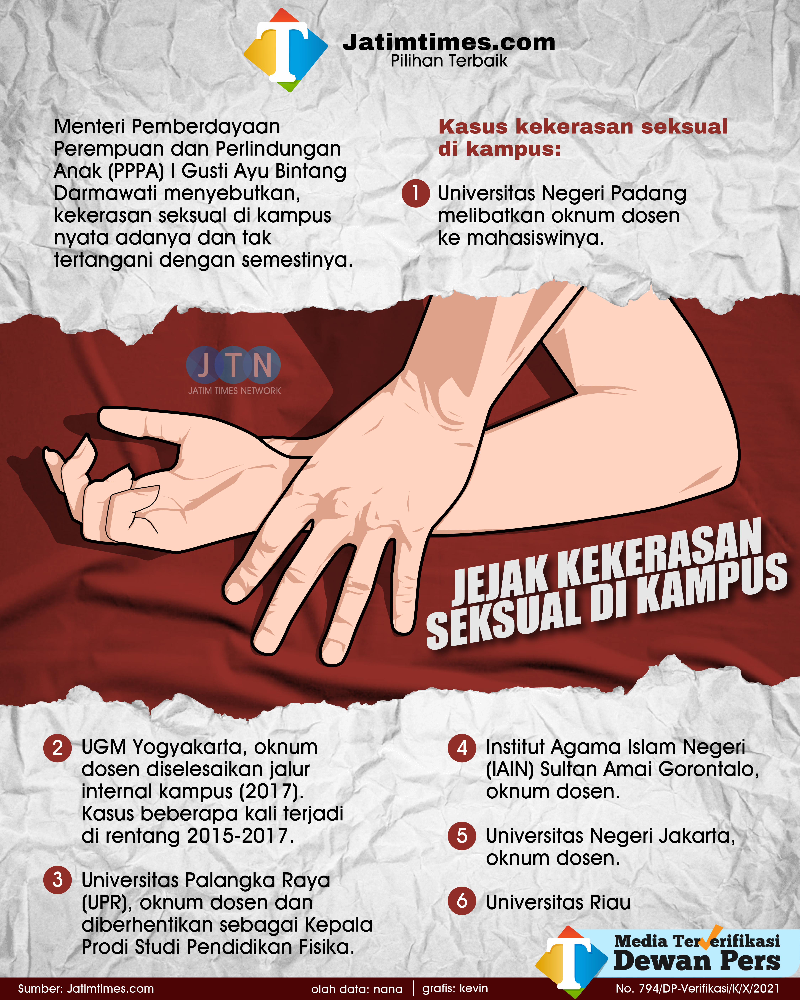 Jatimtimes.com
Pilihan Terbaik
Menteri Pemberdayaan
Perempuan dan Perlindungan
Anak (PPPA) I Gusti Ayu Bintang
Darmawati menyebutkan,
kekerasan seksual di kampus
nyata adanya dan tak
tertangani dengan semestinya.
Kasus kekerasan seksual
di kampus:
1 Universitas Negeri Padang
melibatkan oknum dosen
ke mahasiswinya.
JTN
JATIM TIMES NETWORK
JEJAK KEKERASAN
SEKSUAL DI KAMPUS
2 UGM Yogyakarta, oknum
dosen diselesaikan jalur
internal kampus (2017).
Kasus beberapa kali terjadi
di rentang 2015-2017.
3 Universitas Palangka Raya
(UPR), oknum dosen dan
diberhentikan sebagai Kepala
Prodi Studi Pendidikan Fisika.
4 Institut Agama Islam Negeri
(IAIN) Sultan Amai Gorontalo,
oknum dosen.
5 Universitas Negeri Jakarta,
oknum dosen.
6 Universitas Riau
Media Terverifikasi
Dewan Pers
Sumber: Jatimtimes.com
olah data: nana | grafis: kevin
No. 794/DP-Verifikasi/K/X/2021